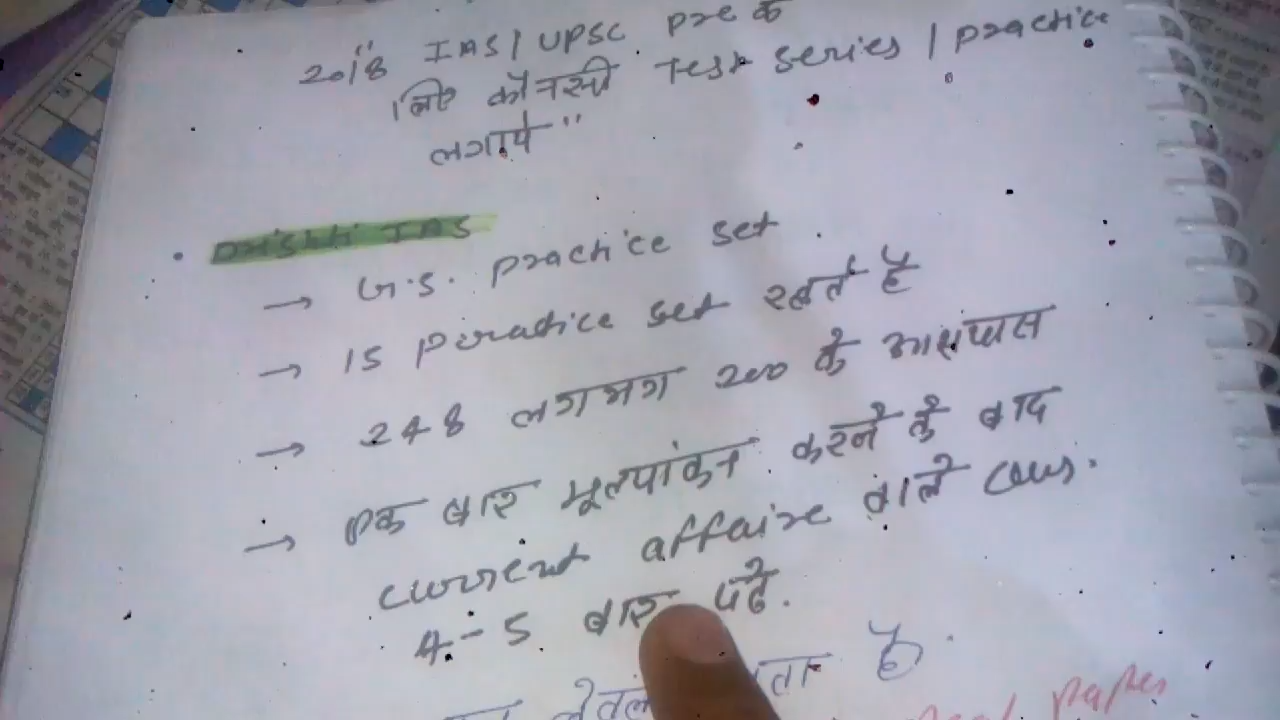 2018" IAS/UPSC pre के
लिए कौनसी Test series / practice
लगाये"
Drishti IAS
→ G.S. practice set
→ 15 practice set रहते है
→ 248 लगभग 200 के आसपास
→ एक बार मूल्यांकन करने के बाद
current affaire वाले
4-5 बार पढे.
है.
paper